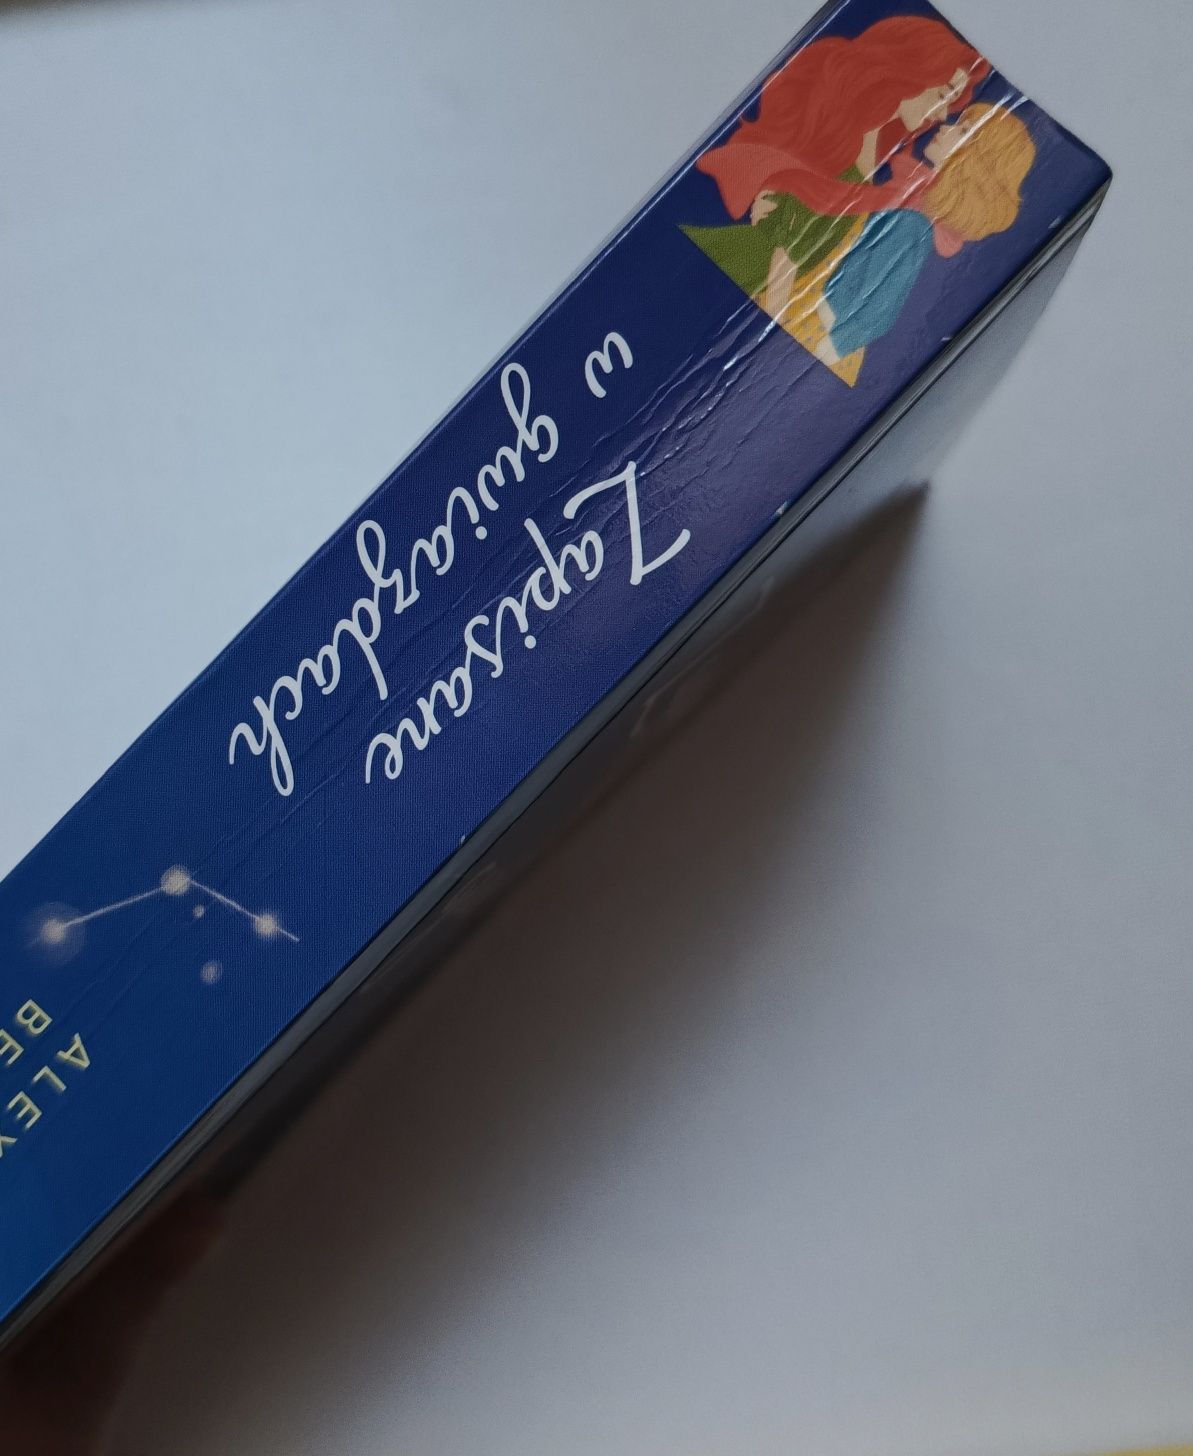 Zapisane
w gwiazdach
ALEX
BE